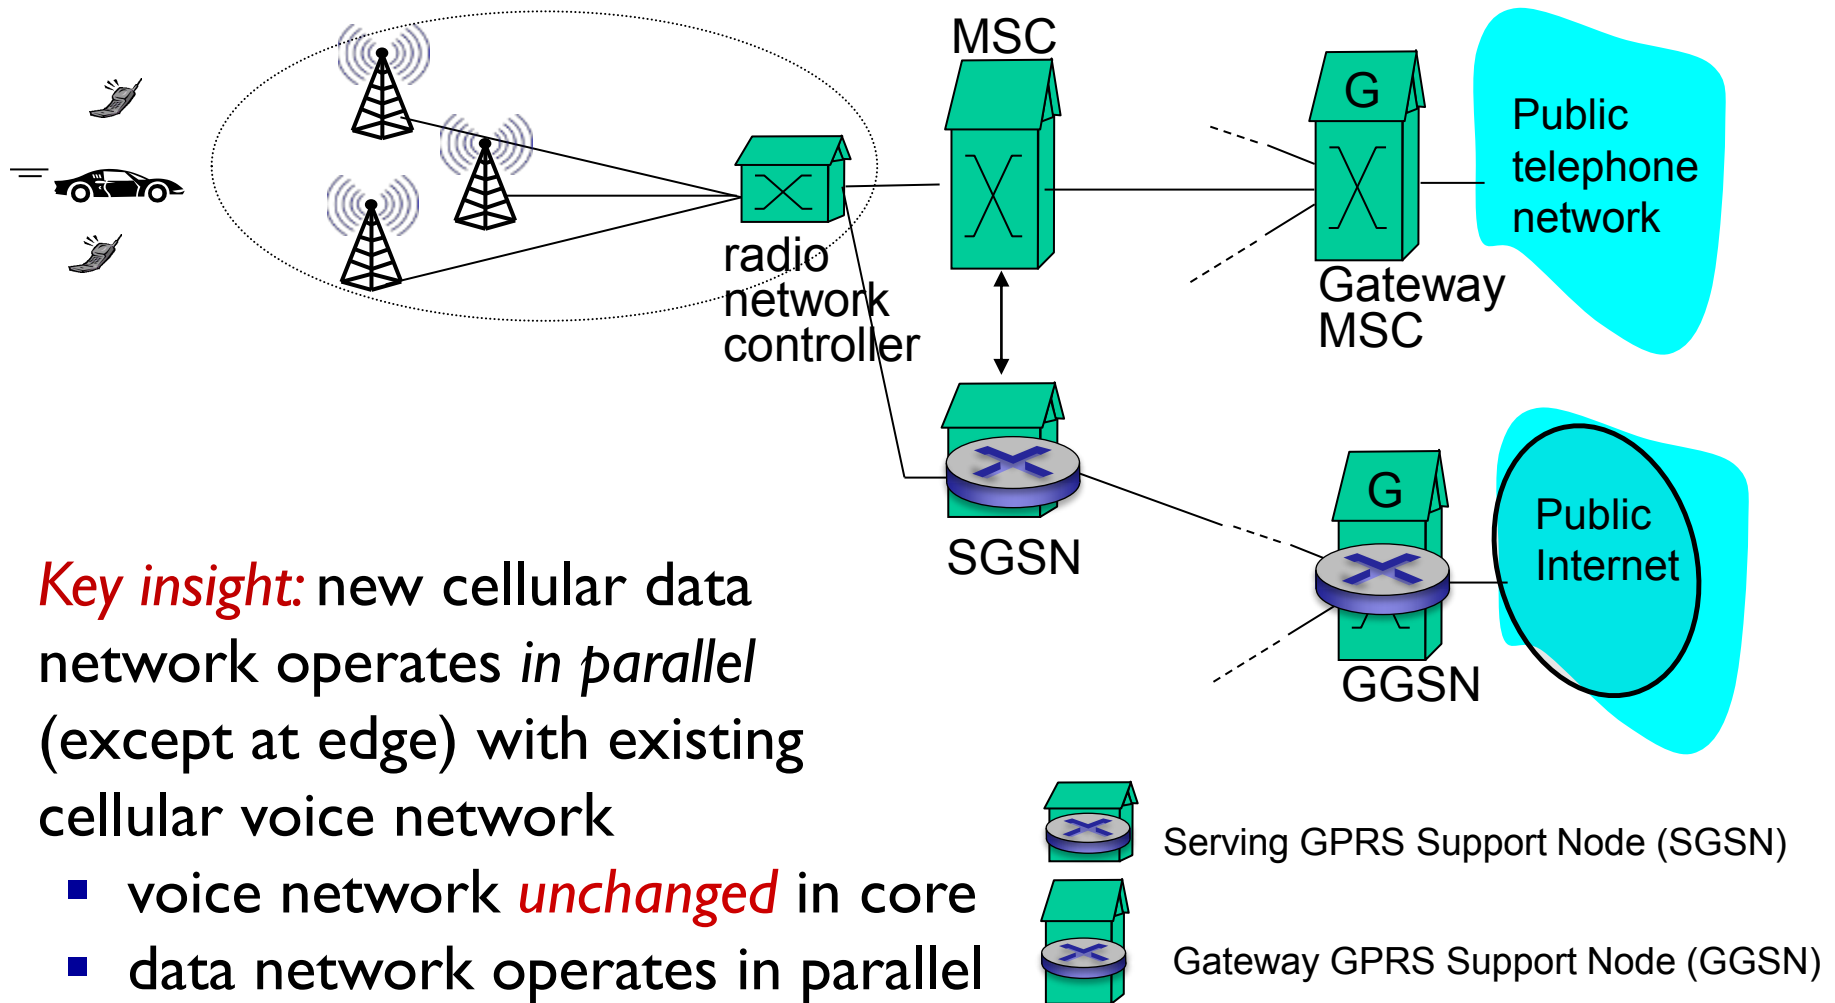 MSC
G
Public
telephone
network
radio
network
controller
Gateway
MSC
SGSN
G
GGSN
Public
Internet
Key insight: new cellular data
network operates in parallel
(except at edge) with existing
cellular voice network
▪ voice network unchanged in core
▪ data network operates in parallel
Serving GPRS Support Node (SGSN)
Gateway GPRS Support Node (GGSN)